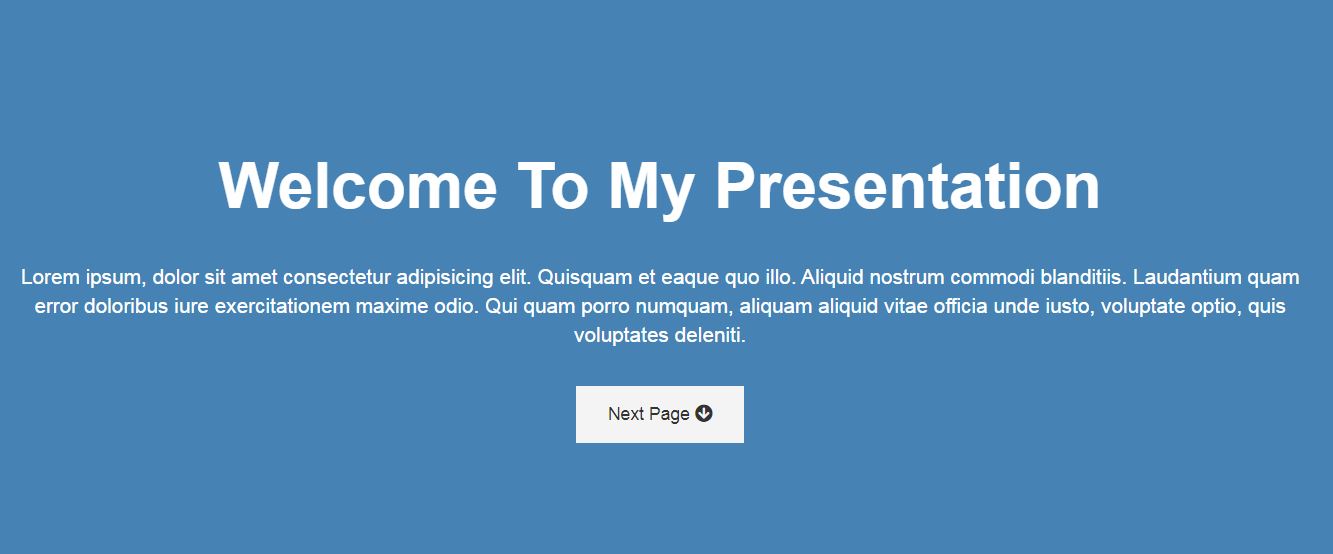 Welcome To My Presentation
Lorem ipsum, dolor sit amet consectetur adipisicing elit. Quisquam et eaque quo illo. Aliquid nostrum commodi blanditiis. Laudantium quam
error doloribus iure exercitationem maxime odio. Qui quam porro numquam, aliquam aliquid vitae officia unde iusto, voluptate optio, quis
voluptates deleniti.
Next Page